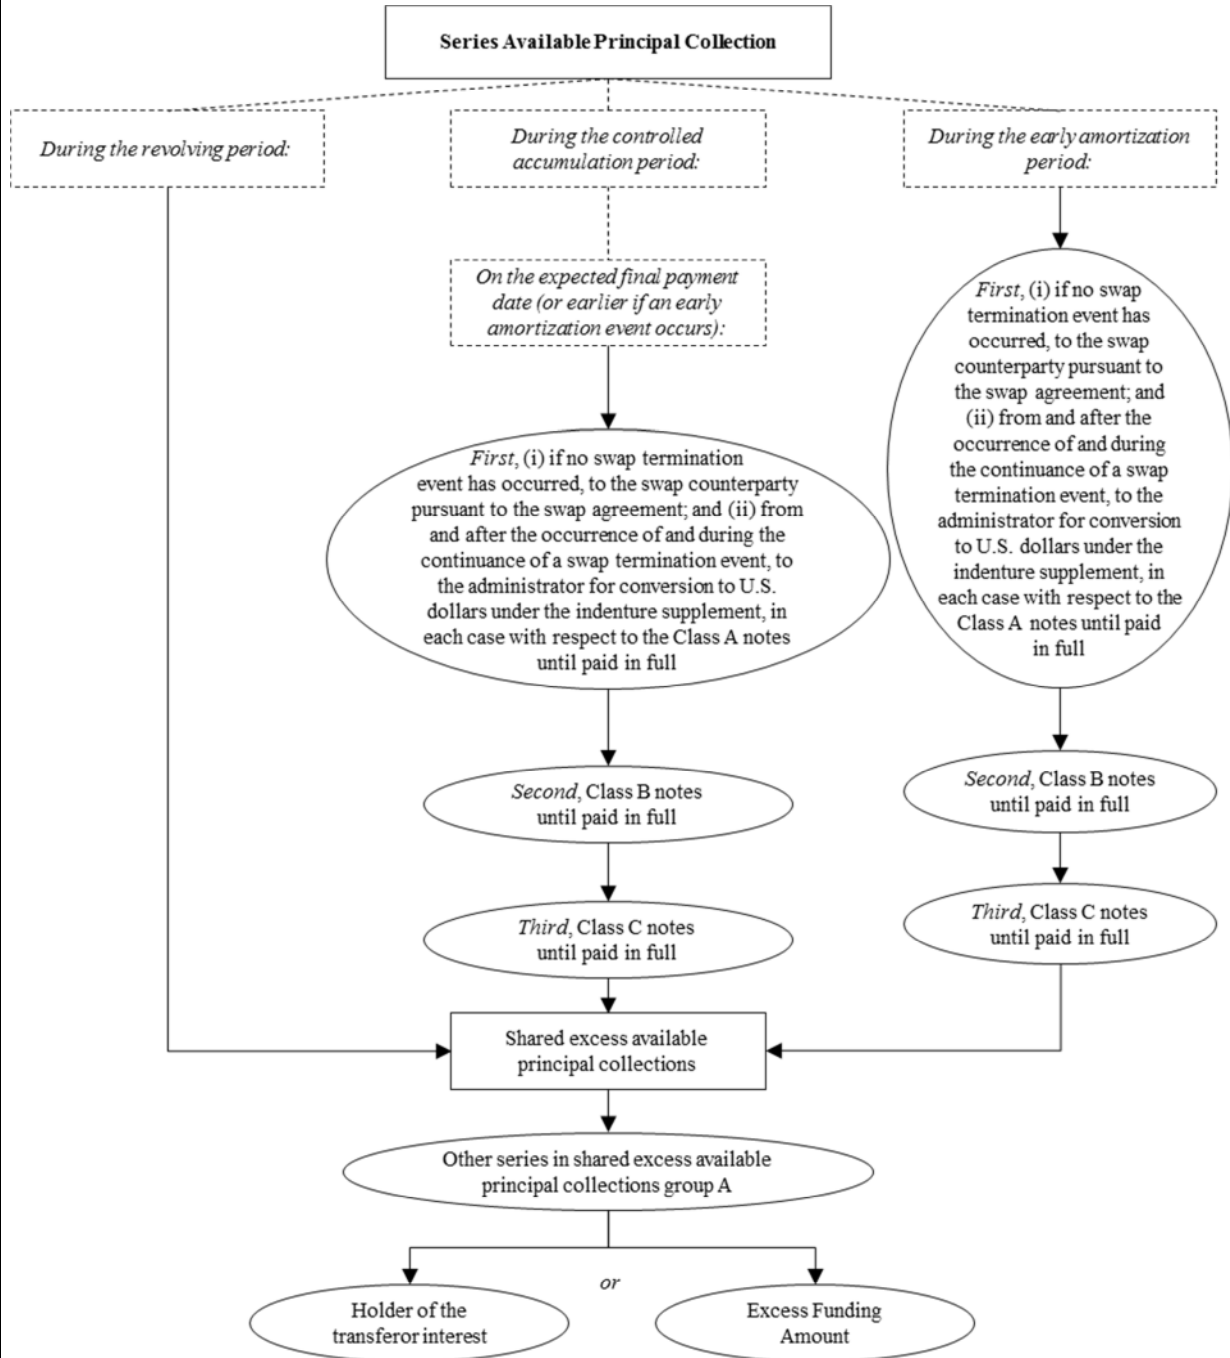 Series Available Principal Collection
During the revolving period:
During the controlled
accumulation period:
During the early amortization
period:
On the expected final payment
date (or earlier if an early
amortization event occurs):
First, (i) if no swap termination
event has occurred, to the swap counterparty
pursuant to the swap agreement; and (ii) from
and after the occurrence of and during the
continuance of a swap termination event, to
the administrator for conversion to U.S.
dollars under the indenture supplement, in
each case with respect to the Class A notes
until paid in full
First, (i) if no swap
termination event has
occurred, to the swap
counterparty pursuant to
the swap agreement; and
(ii) from and after the
occurrence of and during
the continuance of a swap
termination event, to the
administrator for conversion
to U.S. dollars under the
indenture supplement, in
each case with respect to the
Class A notes until paid
in full
Second, Class B notes
until paid in full
Second, Class B notes
until paid in full
Third, Class C notes
until paid in full
Third, Class C notes
until paid in full
Shared excess available
principal collections
Other series in shared excess available
principal collections group A
or
Holder of the
transferor interest
Excess Funding
Amount